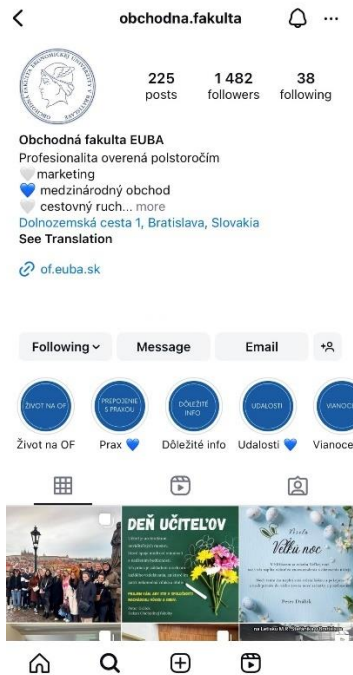 obchodna.fakulta
225
1 482
38
posts
followers
following
Obchodná fakulta EUBA
Profesionalita overená polstoročím
marketing
medzinárodný obchod
cestovný ruch... more
Dolnozemská cesta 1, Bratislava, Slovakia
See Translation
of.euba.sk
Following
Message
Email
ŽIVOT NA OF
PREPOJENIE
S PRAXOU
DÔLEŽITÉ
INFO
UDALOSTI
VIANOC
Život na OF
Prax
Dôležité info
Udalosti
Vianoce
DEŇ UČITEĽOV
Veľkú noc